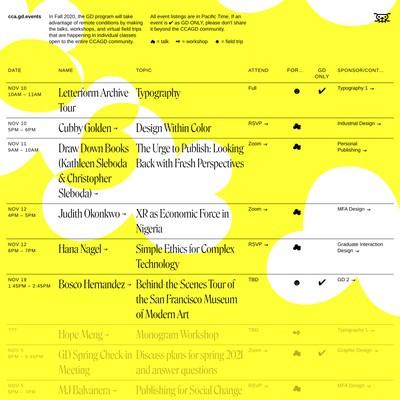 cca.gd.events
In Fall 2020, the GD program will take
advantage of remote conditions by making
the talks, workshops, and virtual field trips
that are happening in individual classes
open to the entire CCAGD community.
All event listings are in Pacific Time. If an
event is ✔ as GD ONLY, please don't share
it beyond the CCAGD community.
= talk = workshop ● = field trip
DATE NAME TOPIC ATTEND FOR... GD ONLY SPONSOR/CONT...
NOV 10
10AM – 11AM
Letterform Archive
Tour
Typography
Full
● ✔
Typography 1 →
NOV 10
5PM – 6PM
Cubby Golden →
Design Within Color
RSVP →
Industrial Design →
NOV 11
9AM – 10AM
Draw Down Books
(Kathleen Sleboda
& Christopher
Sleboda) →
The Urge to Publish: Looking
Back with Fresh Perspectives
Zoom →
Personal
Publishing →
NOV 12
4PM – 5PM
Judith Okonkwo →
XR as Economic Force in
Nigeria
Zoom →
MFA Design →
NOV 12
6PM – 7PM
Hana Nagel →
Simple Ethics for Complex
Technology
RSVP →
Graduate Interaction
Design →
NOV 19
1:45PM – 2:45PM
Bosco Hernandez →
Behind-the-Scenes Tour of
the San Francisco Museum
of Modern Art
TBD
● ✔
GD 2 →
???
Hope Meng →
Monogram Workshop
TBD
Typography 1 →
NOV 5
GD Spring Check in
Meeting
Discuss plans for spring 2021
and answer questions
Zoom →
✔
Graphic Design →
NOV 5
MJ Balvanera →
Publishing for Social Change
RSVP →
MFA Design →